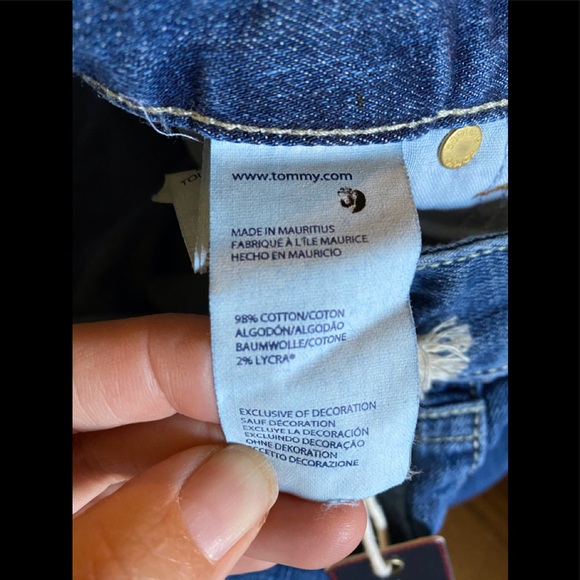 www.tommy.com
MADE IN MAURITIUS
FABRIQUÉ À L'ÎLE MAURICE
HECHO EN MAURICIO
98% COTTON/COTON
ALGODÓN/ALGODÃO
BAUMWOLLE/COTONE
2% LYCRA®
EXCLUSIVE OF DECORATION
SAUF DÉCORATION
EXCLUYE LA DECORACIÓN
EXCLUINDO DECORAÇÃO
OHNE DEKORATION
ECCETTO DECORAZIONE